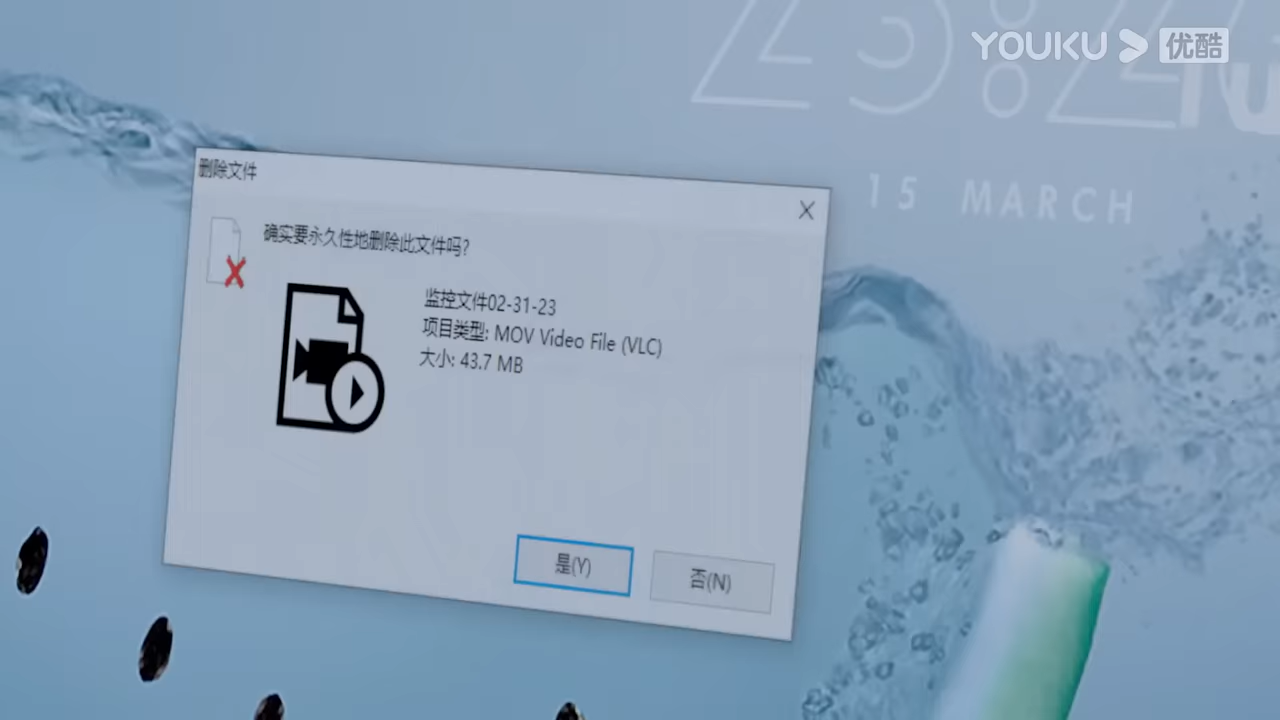 YOUKU 优酷
15 MARCH
删除文件
确实要永久性地删除此文件吗?
监控文件02-31-23
项目类型: MOV Video File (VLC)
大小: 43.7 MB
是(Y)
否(N)